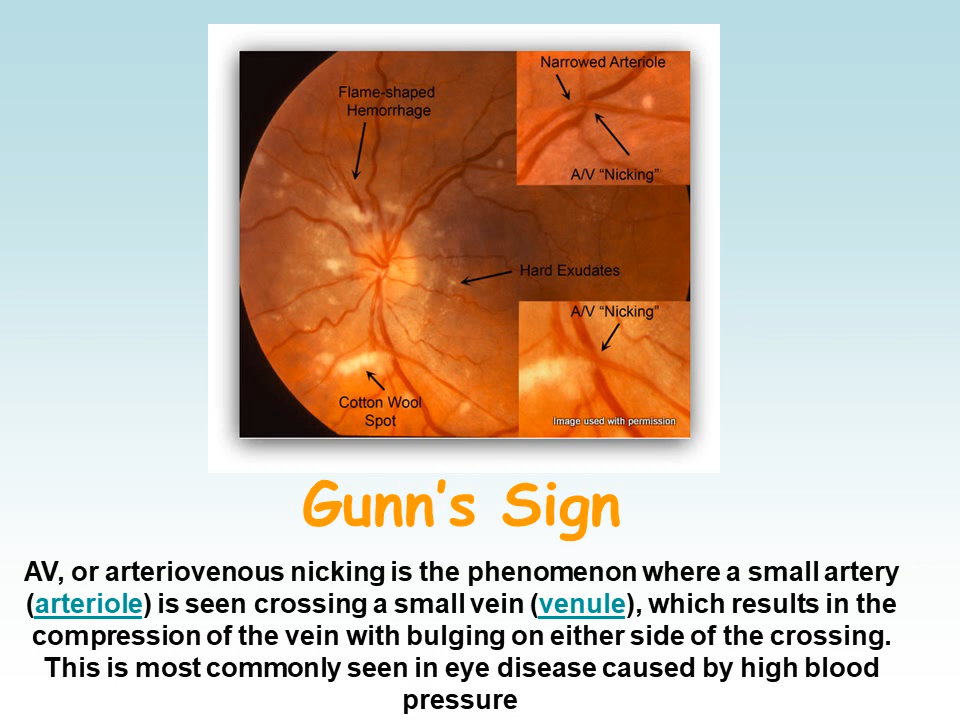 Narrowed Arteriole
Flame-shaped
Hemorrhage
A/V "Nicking"
Hard Exudates
A/V "Nicking"
Cotton Wool
Spot
Image used with permission
Gunn's Sign
AV, or arteriovenous nicking is the phenomenon where a small artery
(arteriole) is seen crossing a small vein (venule), which results in the
compression of the vein with bulging on either side of the crossing.
This is most commonly seen in eye disease caused by high blood
pressure